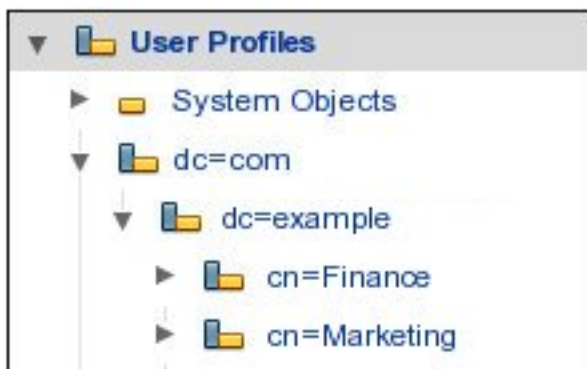 User Profiles
System Objects
dc=com
dc=example
cn=Finance
cn=Marketing